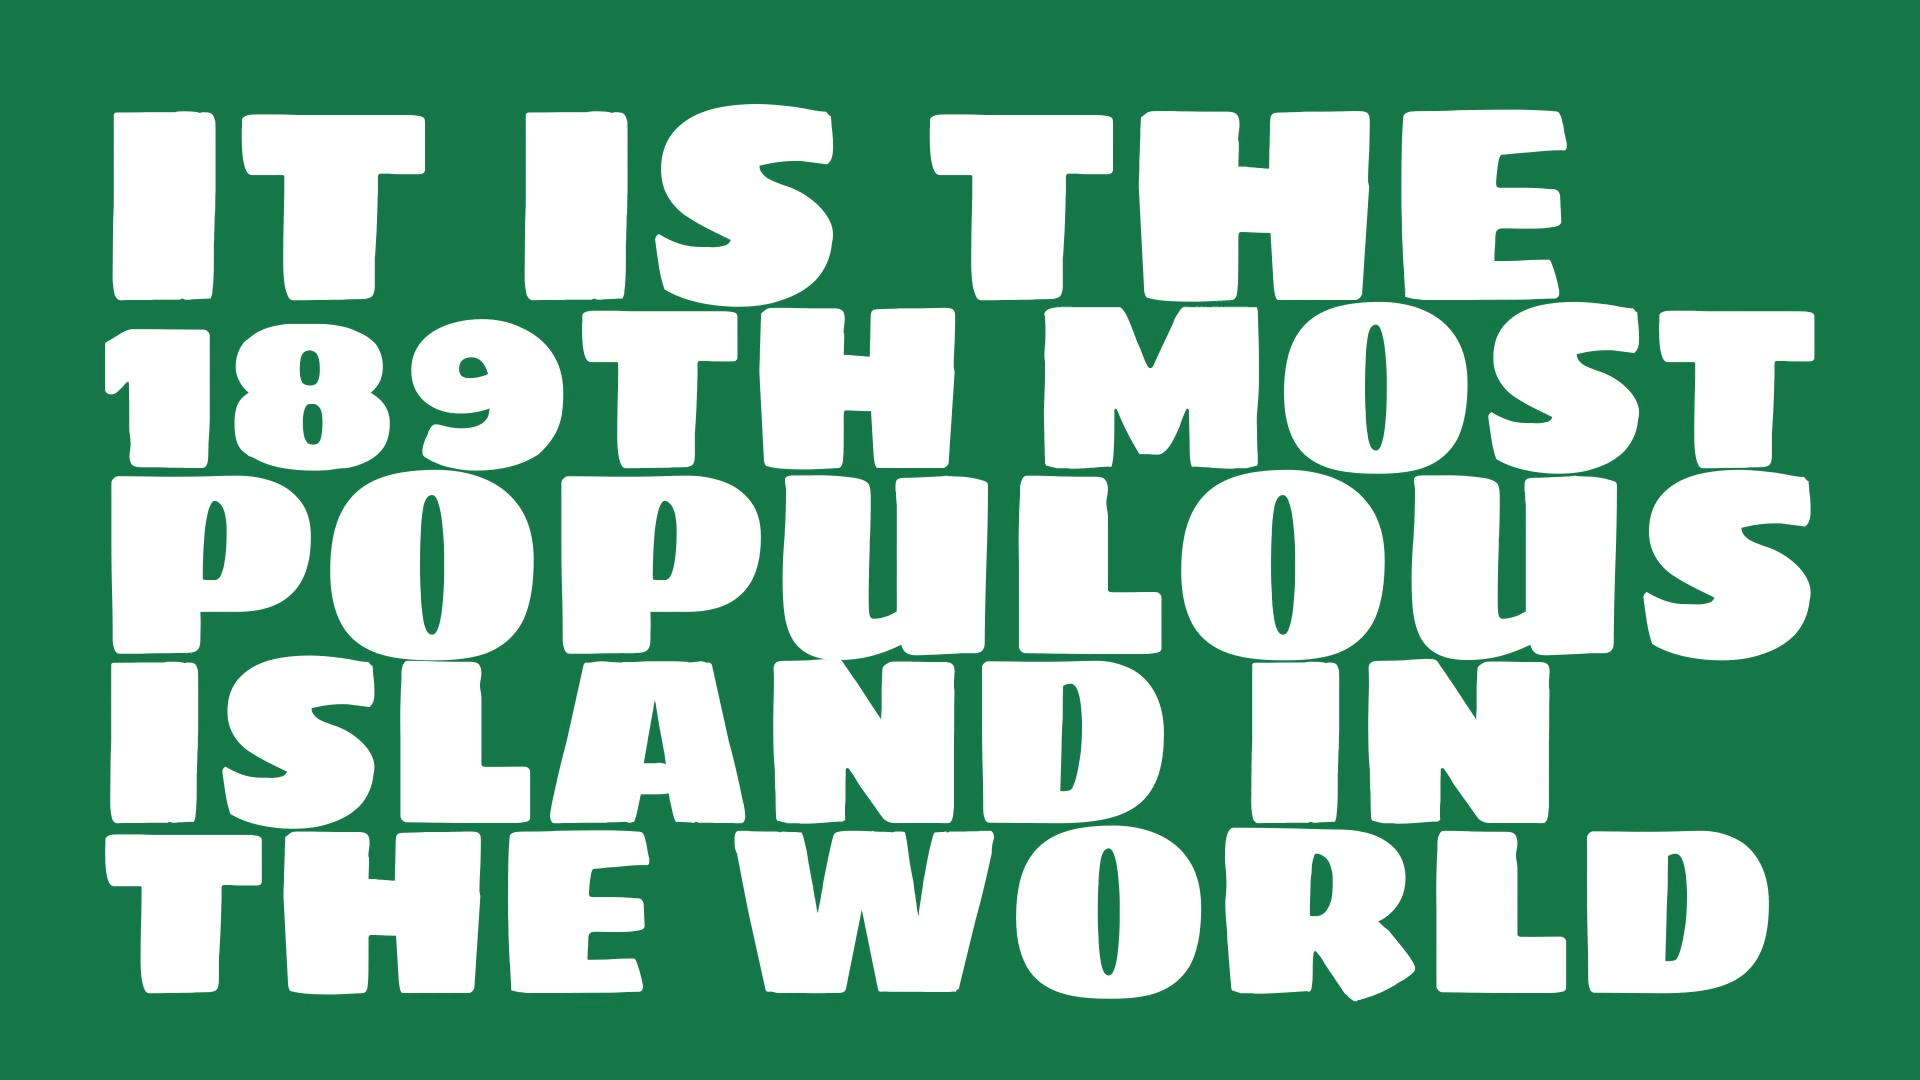 IT IS THE
189TH MOST
POPULOUS
ISLAND IN
THE WORLD